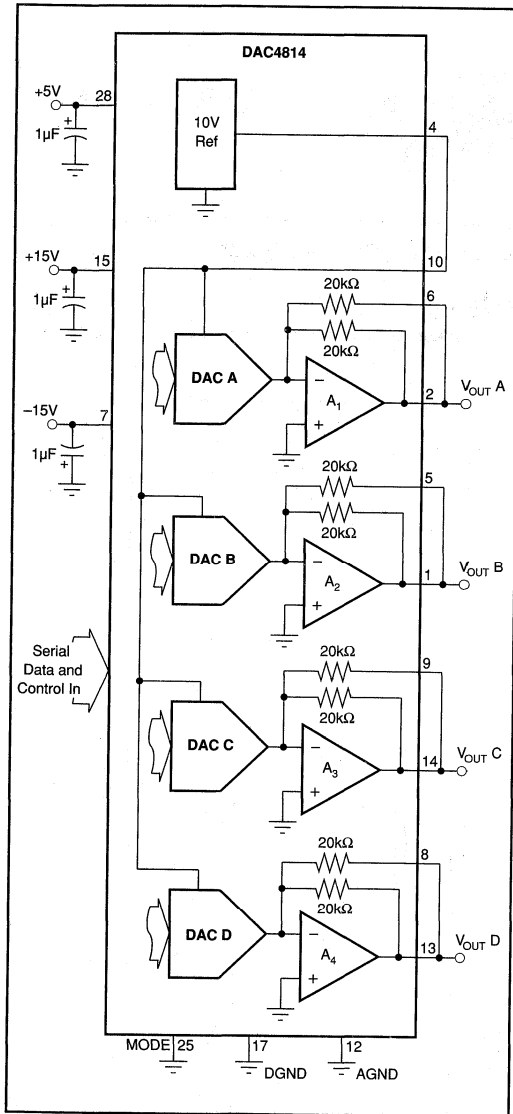 DAC4814
+5V
28
+
1µF
10V
Ref
4
+15V
15
+
1µF
10
20kΩ
6
20kΩ
DAC A
−
A1
+
2
VOUT A
−15V
7
1µF
+
20kΩ
5
20kΩ
DAC B
−
A2
+
1
VOUT B
Serial
Data and
Control In
20kΩ
9
20kΩ
DAC C
−
A3
+
14
VOUT C
20kΩ
8
20kΩ
DAC D
−
A4
+
13
VOUT D
MODE 25
17
DGND
12
AGND